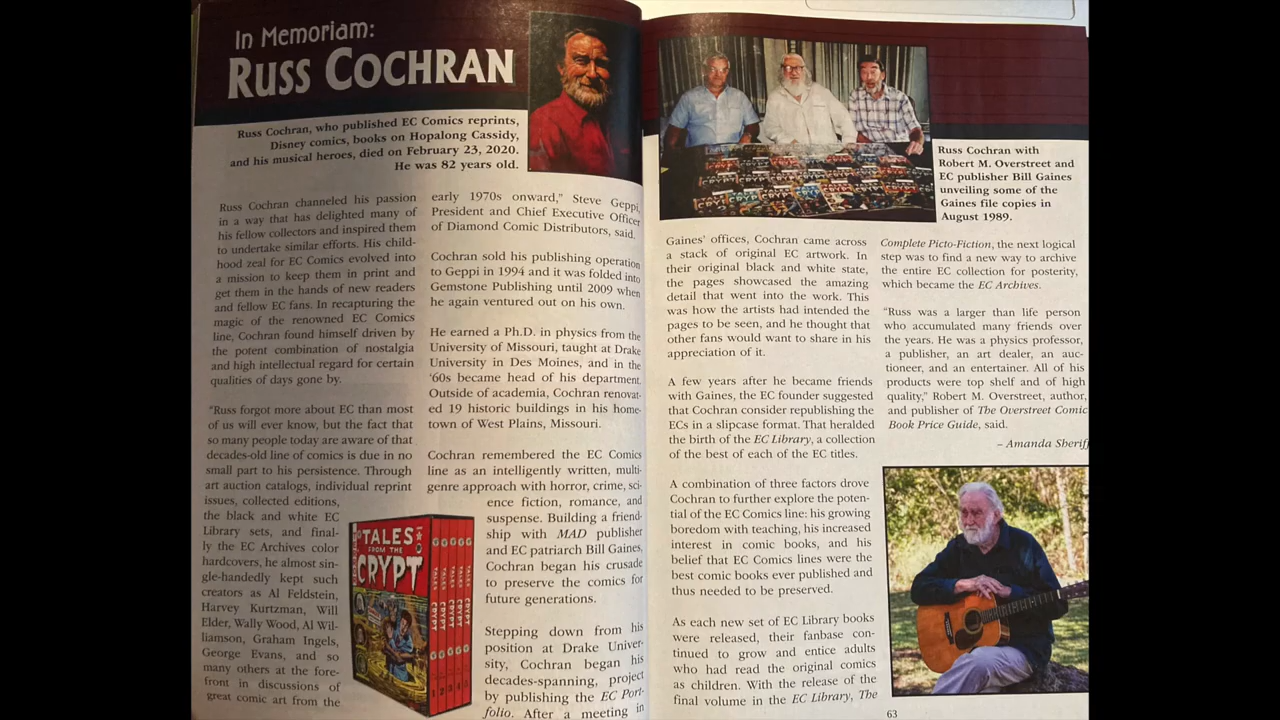 In Memoriam:
RUSS COCHRAN
Russ Cochran, who published EC Comics reprints,
Disney comics, books on Hopalong Cassidy,
and his musical heroes, died on February 23, 2020.
He was 82 years old.
Russ Cochran channeled his passion
in a way that has delighted many of
his fellow collectors and inspired them
to undertake similar efforts. His child-
hood zeal for EC Comics evolved into
a mission to keep them in print and
get them in the hands of new readers
and fellow EC fans. In recapturing the
magic of the renowned EC Comics
line, Cochran found himself driven by
the potent combination of nostalgia
and high intellectual regard for certain
qualities of days gone by.
"Russ forgot more about EC than most
of us will ever know, but the fact that
so many people today are aware of that
decades-old line of comics is due in no
small part to his persistence. Through
art auction catalogs, individual reprint
issues, collected editions,
the black and white EC
Library sets, and final-
ly the EC Archives color
hardcovers, he almost sin-
gle-handedly kept such
creators as Al Feldstein,
Harvey Kurtzman, Will
Elder, Wally Wood, Al Wil-
liamson, Graham Ingels,
George Evans, and so
many others at the fore-
front in discussions of
great comic art from the
early 1970s onward," Steve Geppi,
President and Chief Executive Officer
of Diamond Comic Distributors, said.
Cochran sold his publishing operation
to Geppi in 1994 and it was folded into
Gemstone Publishing until 2009 when
he again ventured out on his own.
He earned a Ph.D. in physics from the
University of Missouri, taught at Drake
University in Des Moines, and in the
'60s became head of his department.
Outside of academia, Cochran renovat-
ed 19 historic buildings in his home-
town of West Plains, Missouri.
Cochran remembered the EC Comics
line as an intelligently written, multi-
genre approach with horror, crime, sci-
ence fiction, romance, and
suspense. Building a friend-
ship with MAD publisher
and EC patriarch Bill Gaines,
Cochran began his crusade
to preserve the comics for
future generations.
Stepping down from his
position at Drake Univer-
sity, Cochran began his
decades-spanning, project
by publishing the EC Port-
folio. After a meeting in
TALES
FROM THE
CRYPT
TALES CRYPT
TALES CRYPT
TALES CRYPT
TALES CRYPT
TALES CRYPT
1 2 3 4 5
Russ Cochran with
Robert M. Overstreet and
EC publisher Bill Gaines
unveiling some of the
Gaines file copies in
August 1989.
Gaines' offices, Cochran came across
a stack of original EC artwork. In
their original black and white state,
the pages showcased the amazing
detail that went into the work. This
was how the artists had intended the
pages to be seen, and he thought that
other fans would want to share in his
appreciation of it.
A few years after he became friends
with Gaines, the EC founder suggested
that Cochran consider republishing the
ECs in a slipcase format. That heralded
the birth of the EC Library, a collection
of the best of each of the EC titles.
A combination of three factors drove
Cochran to further explore the poten-
tial of the EC Comics line: his growing
boredom with teaching, his increased
interest in comic books, and his
belief that EC Comics lines were the
best comic books ever published and
thus needed to be preserved.
As each new set of EC Library books
were released, their fanbase con-
tinued to grow and entice adults
who had read the original comics
as children. With the release of the
final volume in the EC Library, The
Complete Picto-Fiction, the next logical
step was to find a new way to archive
the entire EC collection for posterity,
which became the EC Archives.
"Russ was a larger than life person
who accumulated many friends over
the years. He was a physics professor,
a publisher, an art dealer, an auc-
tioneer, and an entertainer. All of his
products were top shelf and of high
quality," Robert M. Overstreet, author,
and publisher of The Overstreet Comic
Book Price Guide, said.
– Amanda Sheriff
63